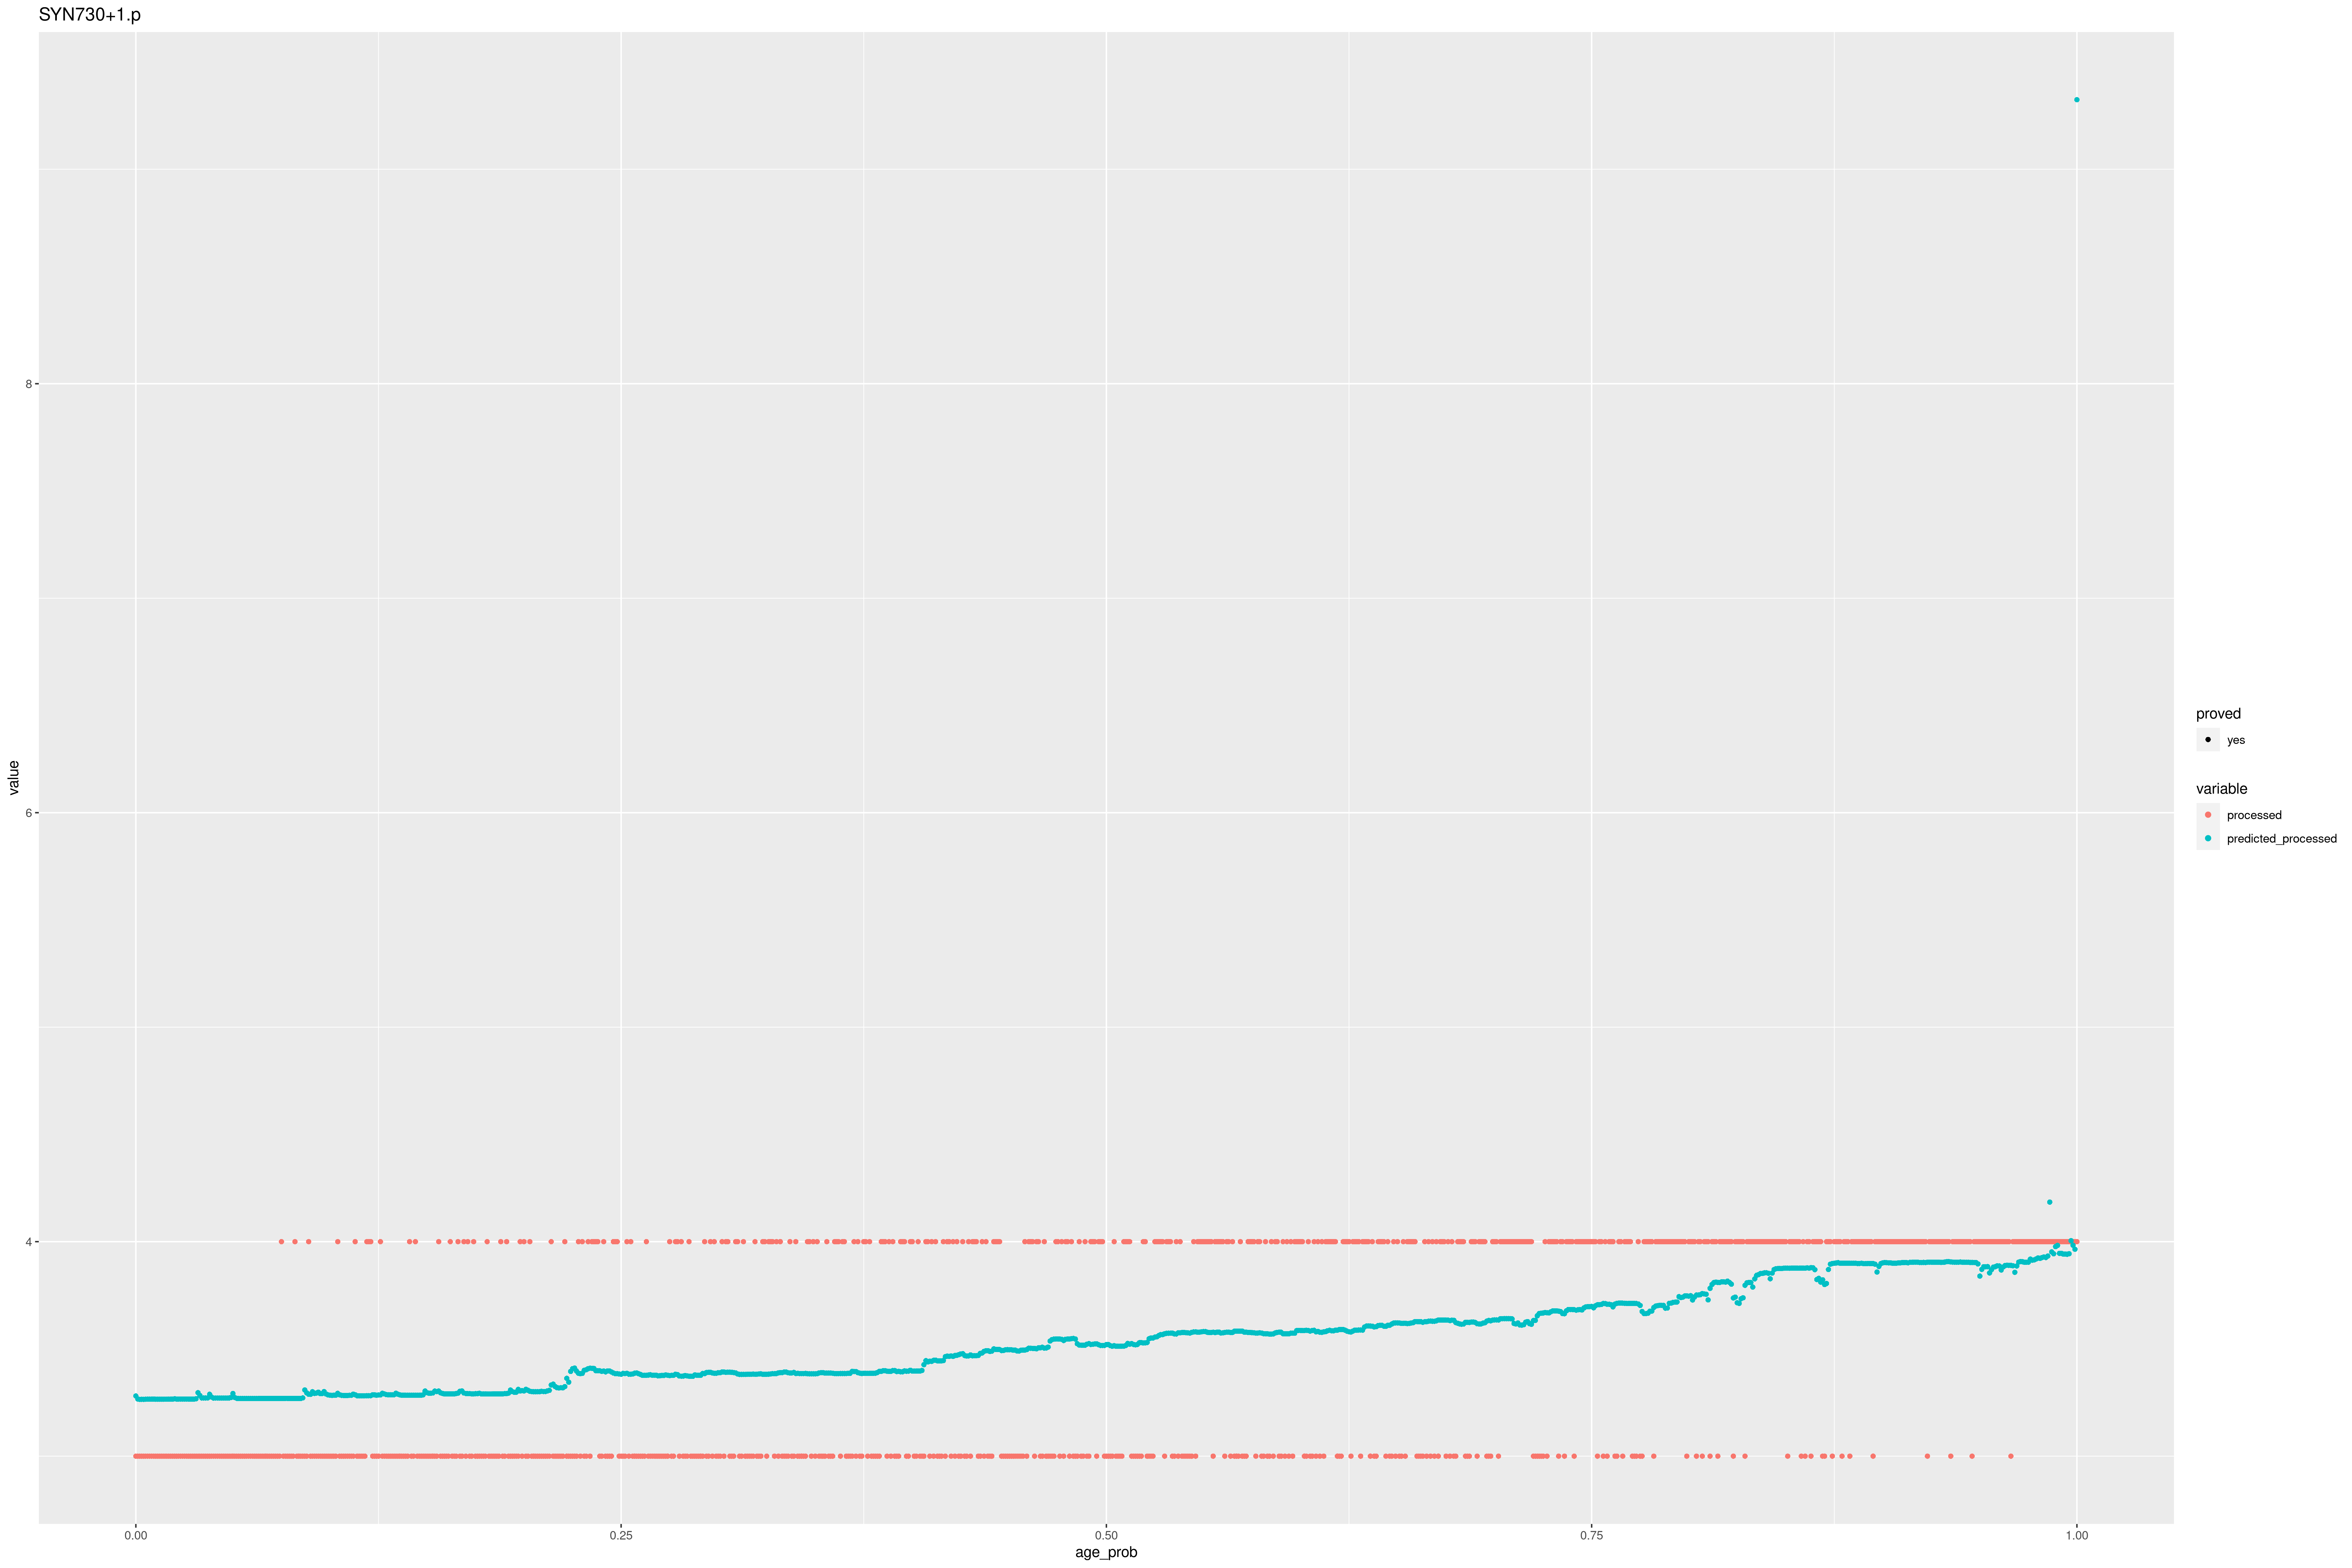 SYN730+1.p
value
8
6
4
0.00
0.25
0.50
0.75
1.00
age_prob
proved
yes
variable
processed
predicted_processed